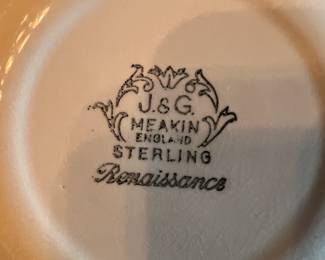 J.&G.
MEAKIN
ENGLAND
STERLING
Renaissance